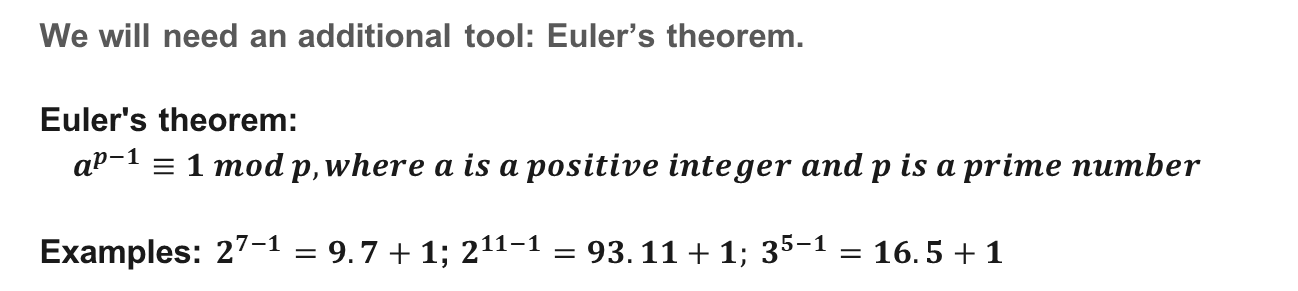 We will need an additional tool: Euler’s theorem.
Euler's theorem:
a^{p−1} ≡ 1 mod p, where a is a positive integer and p is a prime number
Examples: 2^{7−1} = 9.7 + 1; 2^{11−1} = 93.11 + 1; 3^{5−1} = 16.5 + 1